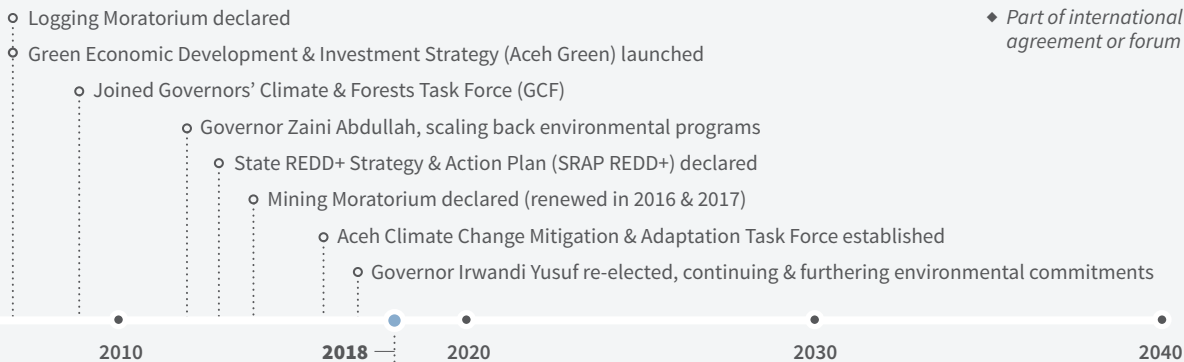 Logging Moratorium declared
◆ Part of international
agreement or forum
Green Economic Development & Investment Strategy (Aceh Green) launched
Joined Governors’ Climate & Forests Task Force (GCF)
Governor Zaini Abdullah, scaling back environmental programs
State REDD+ Strategy & Action Plan (SRAP REDD+) declared
Mining Moratorium declared (renewed in 2016 & 2017)
Aceh Climate Change Mitigation & Adaptation Task Force established
Governor Irwandi Yusuf re-elected, continuing & furthering environmental commitments
2010 2018 2020 2030 2040